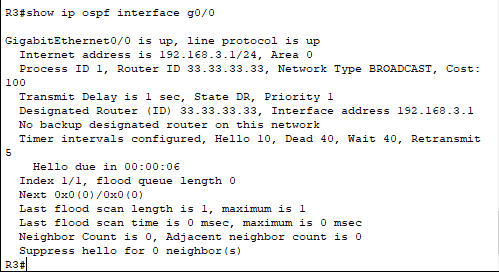 R3#show ip ospf interface g0/0
GigabitEthernet0/0 is up, line protocol is up
Internet address is 192.168.3.1/24, Area 0
Process ID 1, Router ID 33.33.33.33, Network Type BROADCAST, Cost:
100
Transmit Delay is 1 sec, State DR, Priority 1
Designated Router (ID) 33.33.33.33, Interface address 192.168.3.1
No backup designated router on this network
Timer intervals configured, Hello 10, Dead 40, Wait 40, Retransmit
5
Hello due in 00:00:06
Index 1/1, flood queue length 0
Next 0x0(0)/0x0(0)
Last flood scan length is 1, maximum is 1
Last flood scan time is 0 msec, maximum is 0 msec
Neighbor Count is 0, Adjacent neighbor count is 0
Suppress hello for 0 neighbor(s)
R3#